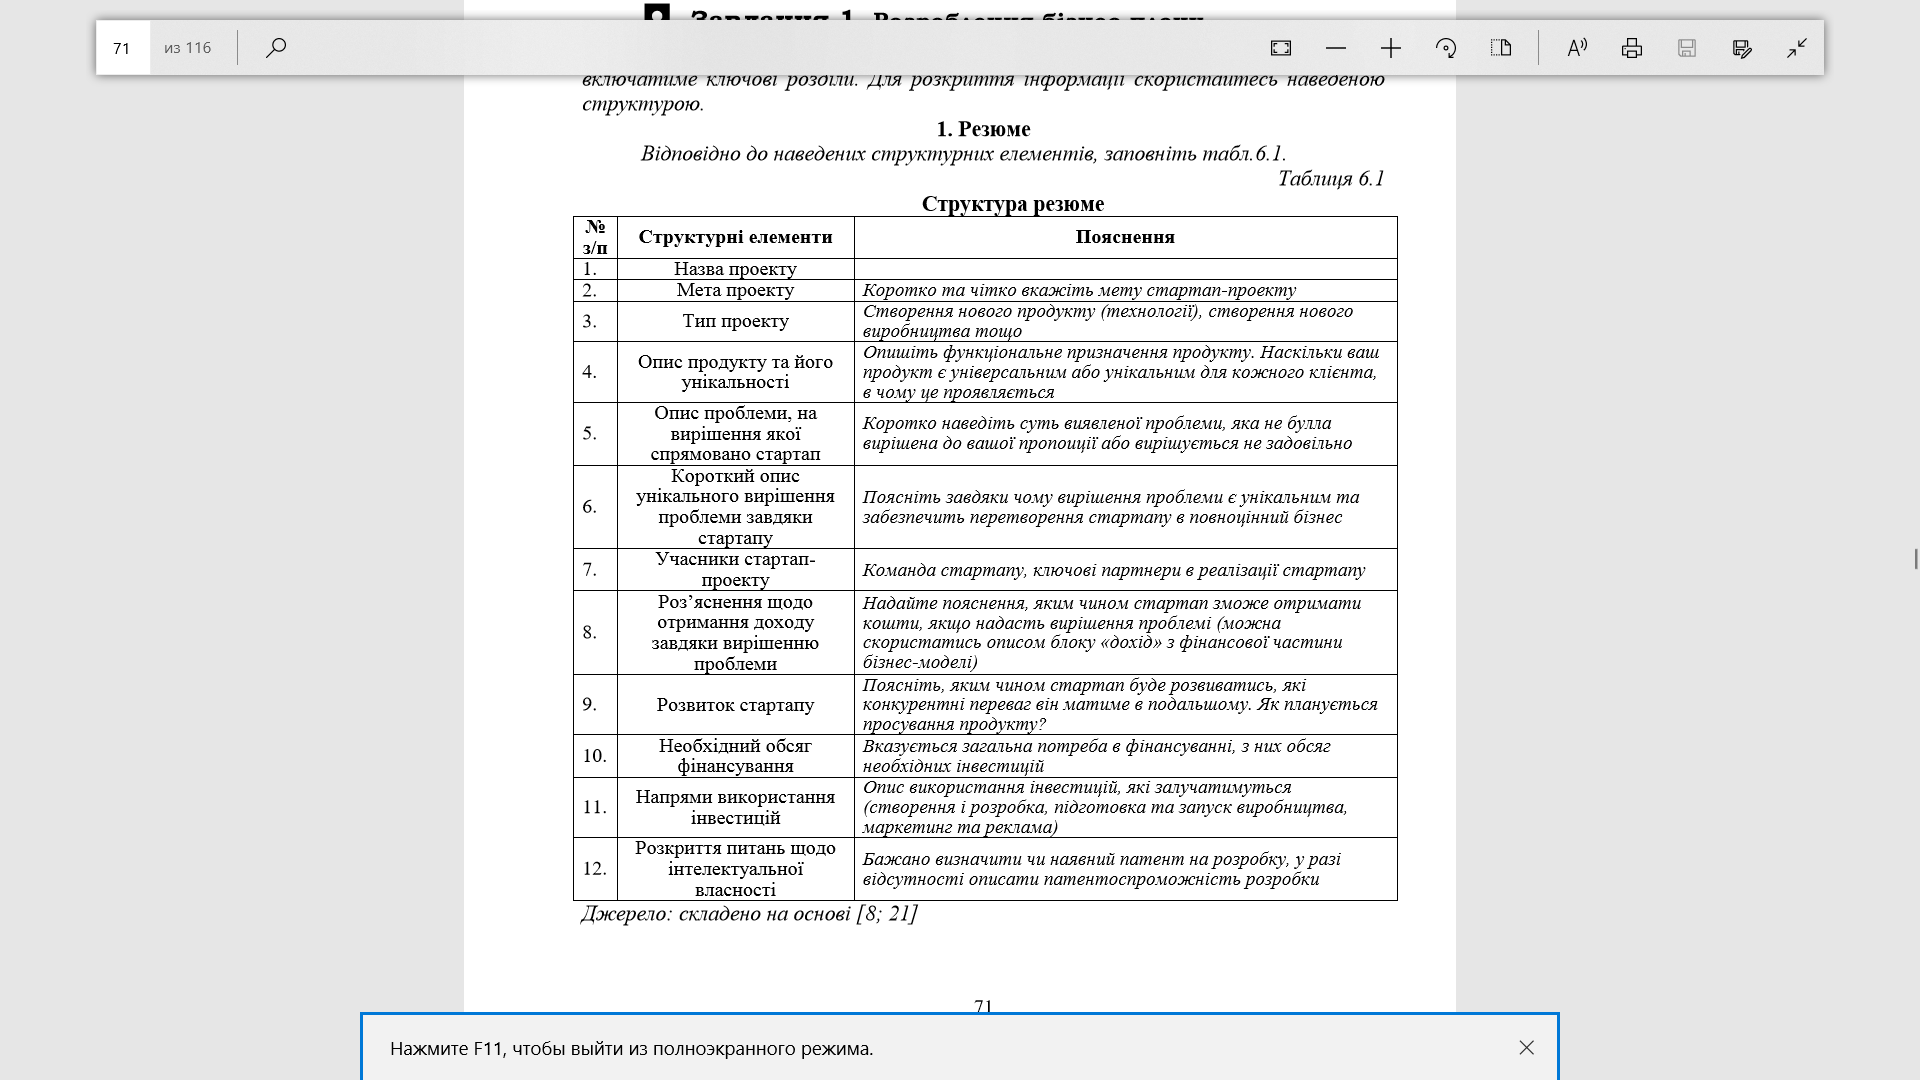 71 из 116
включатиме ключові розділи. Для розкриття інформації скористайтесь наведеною
структурою.
1. Резюме
Відповідно до наведених структурних елементів, заповніть табл.6.1.
Таблиця 6.1
Структура резюме
№ з/п Структурні елементи Пояснення
1. Назва проекту
2. Мета проекту Коротко та чітко вкажіть мету стартап-проекту
3. Тип проекту
Створення нового продукту (технології), створення нового
виробництва тощо
4.
Опис продукту та його
унікальності
Опишіть функціональне призначення продукту. Наскільки ваш
продукт є універсальним або унікальним для кожного клієнта,
в чому це проявляється
5.
Опис проблеми, на
вирішення якої
спрямовано стартап
Коротко наведіть суть виявленої проблеми, яка не булла
вирішена до вашої пропоиції або вирішується не задовільно
6.
Короткий опис
унікального вирішення
проблеми завдяки
стартапу
Поясніть завдяки чому вирішення проблеми є унікальним та
забезпечить перетворення стартапу в повноцінний бізнес
7.
Учасники стартап-
проекту
Команда стартапу, ключові партнери в реалізації стартапу
8.
Роз’яснення щодо
отримання доходу
завдяки вирішенню
проблеми
Надайте пояснення, яким чином стартап зможе отримати
кошти, якщо надасть вирішення проблемі (можна
скористатись описом блоку «дохід» з фінансової частини
бізнес-моделі)
9.
Розвиток стартапу
Поясніть, яким чином стартап буде розвиватись, які
конкурентні переваг він матиме в подальшому. Як планується
просування продукту?
10.
Необхідний обсяг
фінансування
Вказується загальна потреба в фінансуванні, з них обсяг
необхідних інвестицій
11.
Напрями використання
інвестицій
Опис використання інвестицій, які залучатимуться
(створення і розробка, підготовка та запуск виробництва,
маркетинг та реклама)
12.
Розкриття питань щодо
інтелектуальної
власності
Бажано визначити чи наявний патент на розробку, у разі
відсутності описати патентоспроможність розробки
Джерело: складено на основі [8; 21]
71
Нажмите F11, чтобы выйти из полноэкранного режима.